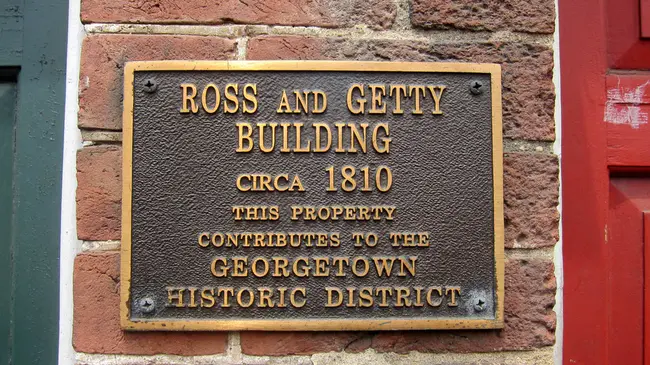 ROSS AND GETTY
BUILDING
CIRCA 1810
THIS PROPERTY
CONTRIBUTES TO THE
GEORGETOWN
HISTORIC DISTRICT